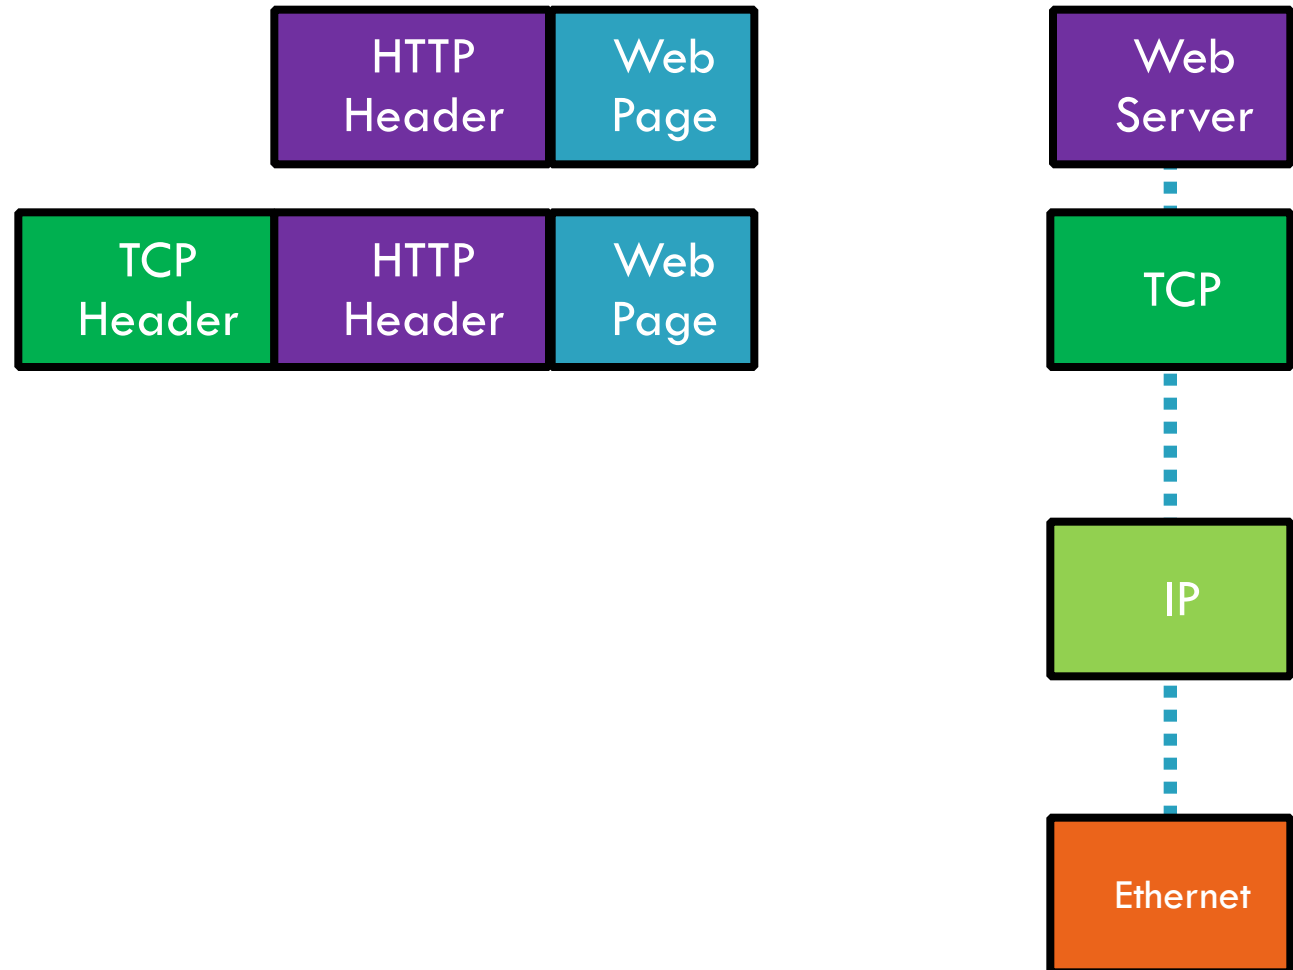 HTTP
Header
Web
Page
Web
Server
TCP
Header
HTTP
Header
Web
Page
TCP
IP
Ethernet